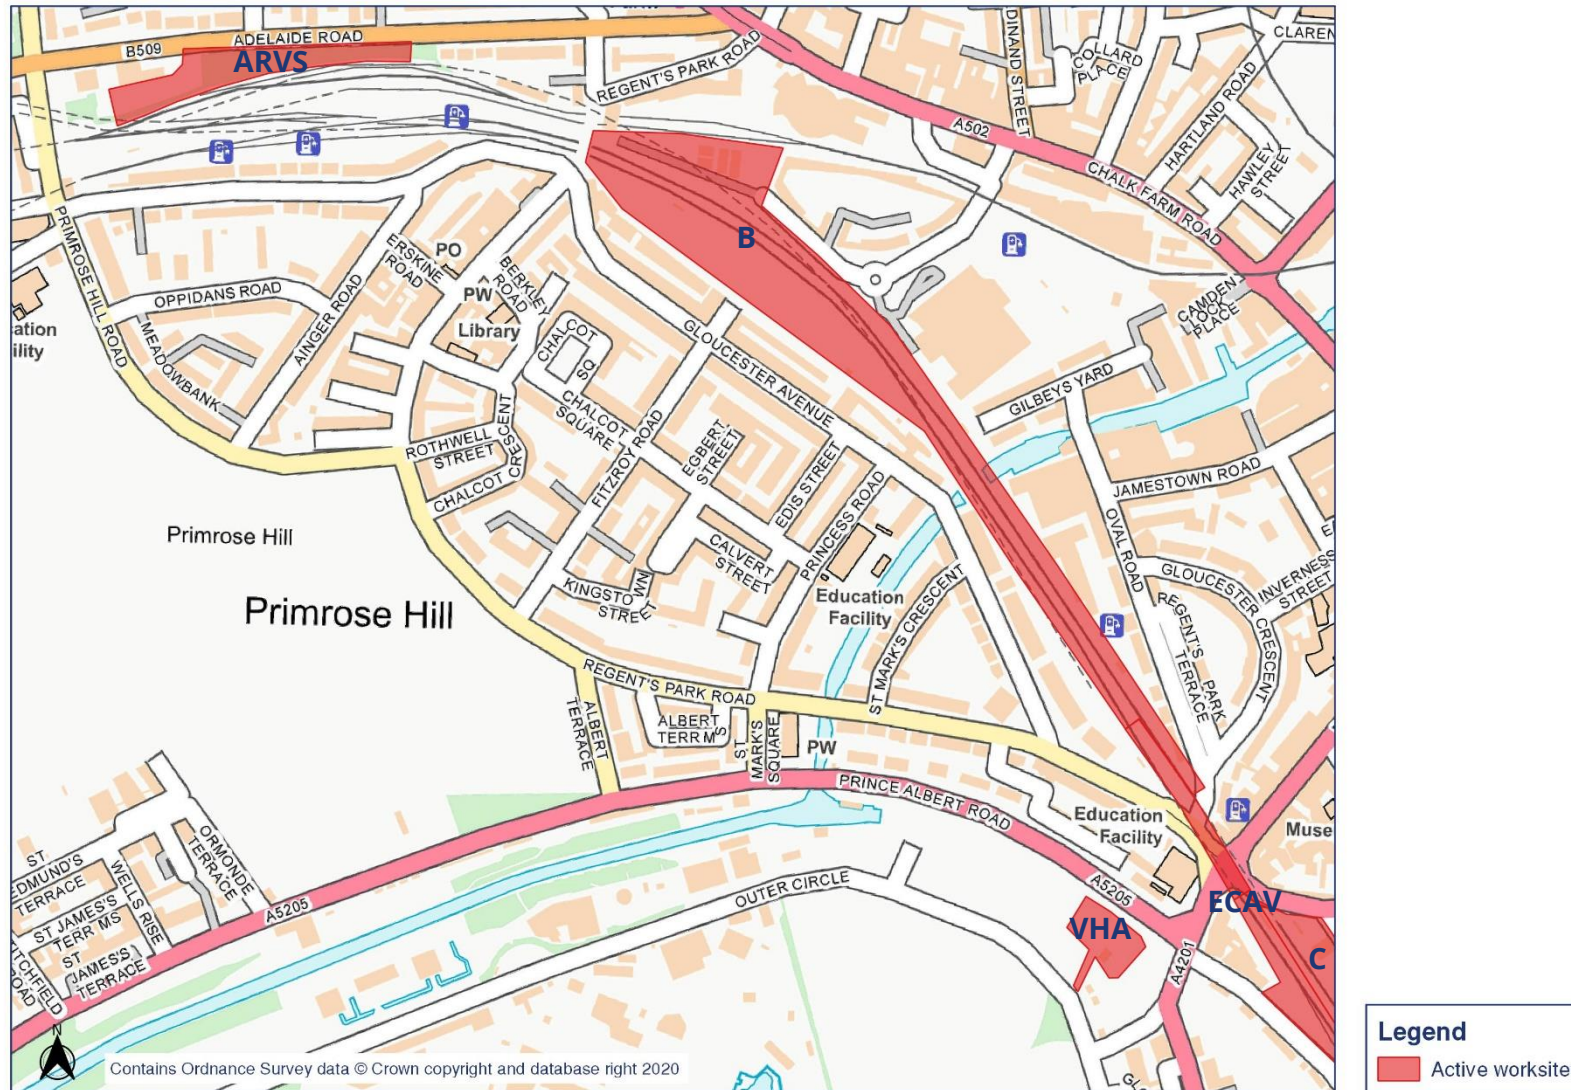 B509
ADELAIDE ROAD
ARVS
REGENT'S PARK ROAD
DINAND STREET
LLARD
CO
PLACE
CLAREN
A502
HARTLAND ROAD
HAWLEY
STREET
CHALK FARM ROAD
B
PRIMROSE HILL ROAD
PO
ERSKINE
ROAD
PW
BERKLEY
ROAD
Library
OPPIDANS ROAD
AINGER ROAD
MEADOWBANK
ation
ility
CHALCOT
SQ
GLOUCESTER AVENUE
CAMDEN
LOCK
PLACE
GILBEYS YARD
CHALCOT
SQUARE
ROTHWELL
STREET
CHALCOT CRESCENT
FITZROY ROAD
EGBERT
STREET
EDIS STREET
PRINCESS ROAD
JAMESTOWN ROAD
OVAL ROAD
Primrose Hill
Primrose Hill
CALVERT
STREET
KINGSTO
WN
STREET
Education
Facility
ST MARK'S CRESCENT
GLOUCESTER CRESCENT
INVERNESS
STREET
E
REGENT'S
PARK
TERRACE
REGENT'S PARK ROAD
ALBERT
TERRACE
ALBERT
TERR M
S
ST
MARK'S
SQUARE
PW
PRINCE ALBERT ROAD
Education
Facility
Muse
ORMONDE
TERRACE
ST
EDMUND'S
TERRACE
WELLS RISE
ST JAMES'S
TERR MS
ST
JAMES'S
TERRACE
ITCHFIELD
ROAD
A5205
OUTER CIRCLE
A5205
VHA
ECAV
C
A4201
N
Contains Ordnance Survey data © Crown copyright and database right 2020
GLO
Legend
Active worksite